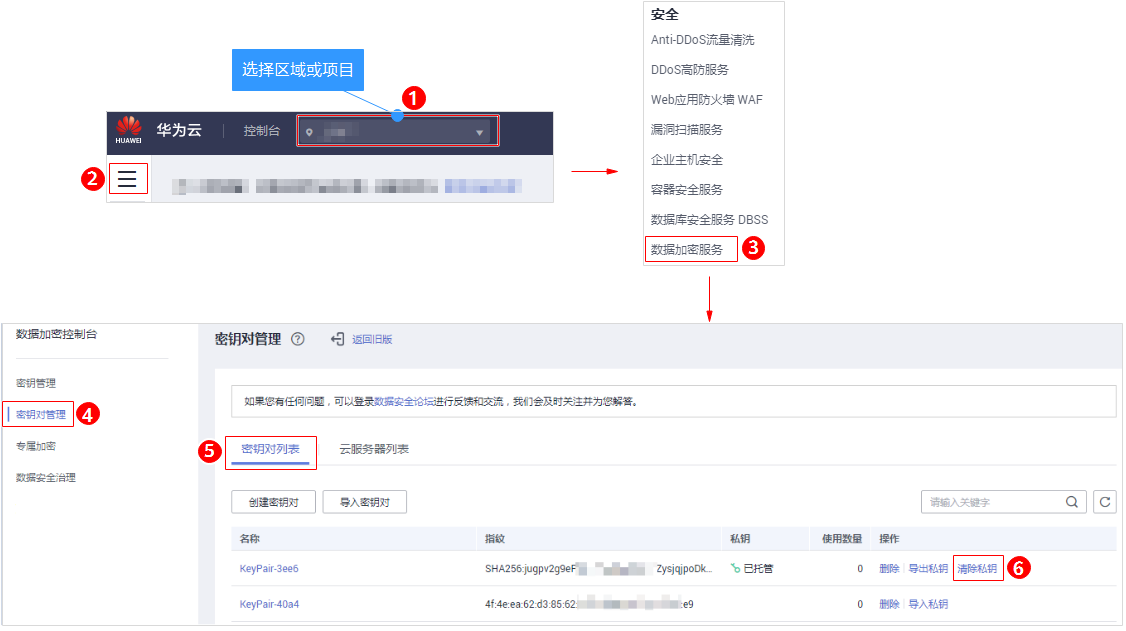 安全
Anti-DDoS流量清洗
DDoS高防服务
Web应用防火墙 WAF
漏洞扫描服务
企业主机安全
容器安全服务
数据库安全服务 DBSS
数据加密服务 3
选择区域或项目
1
HUAWEI 华为云 控制台
2
数据加密控制台
密钥管理
密钥对管理 4
专属加密
数据安全治理
密钥对管理 ? 返回旧版
如果您有任何问题，可以登录数据安全论坛进行反馈和交流，我们会及时关注并为您解答。
5 密钥对列表 云服务器列表
创建密钥对 导入密钥对 请输入关键字
名称 指纹 私钥 使用数量 操作
KeyPair-3ee6 SHA256:jugpv2g9eF ZysjqjpoDk... 已托管 0 删除 导出私钥 清除私钥 6
KeyPair-40a4 4f:4e:ea:62:d3:85:62: :e9 0 删除 导入私钥